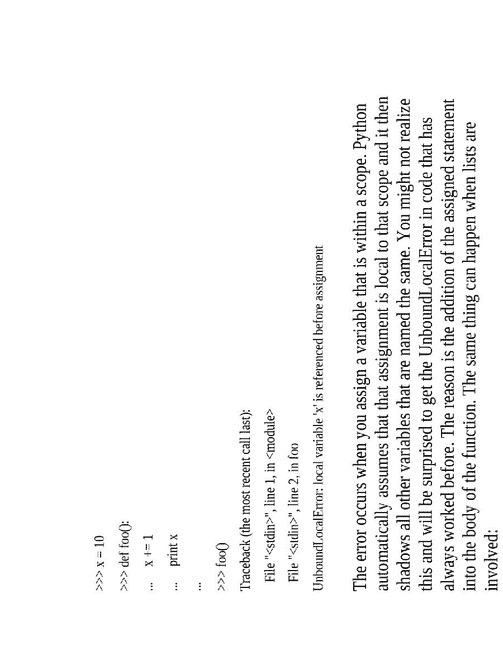 >>> x = 10
>>> def foo():
... x += 1
... print x
...
>>> foo()
Traceback (the most recent call last):
File "<stdin>", line 1, in <module>
File "<stdin>", line 2, in foo
UnboundLocalError: local variable 'x' is referenced before assignment
The error occurs when you assign a variable that is within a scope. Python
automatically assumes that that assignment is local to that scope and it then
shadows all other variables that are named the same. You might not realize
this and will be surprised to get the UnboundLocalError in code that has
always worked before. The reason is the addition of the assigned statement
into the body of the function. The same thing can happen when lists are
involved: